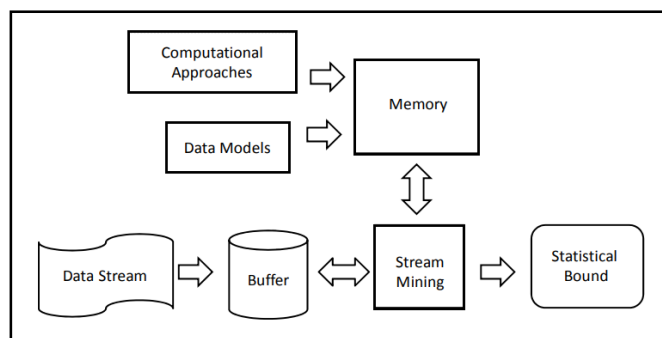 Computational
Approaches
Memory
Data Models
Data Stream
Buffer
Stream
Mining
Statistical
Bound